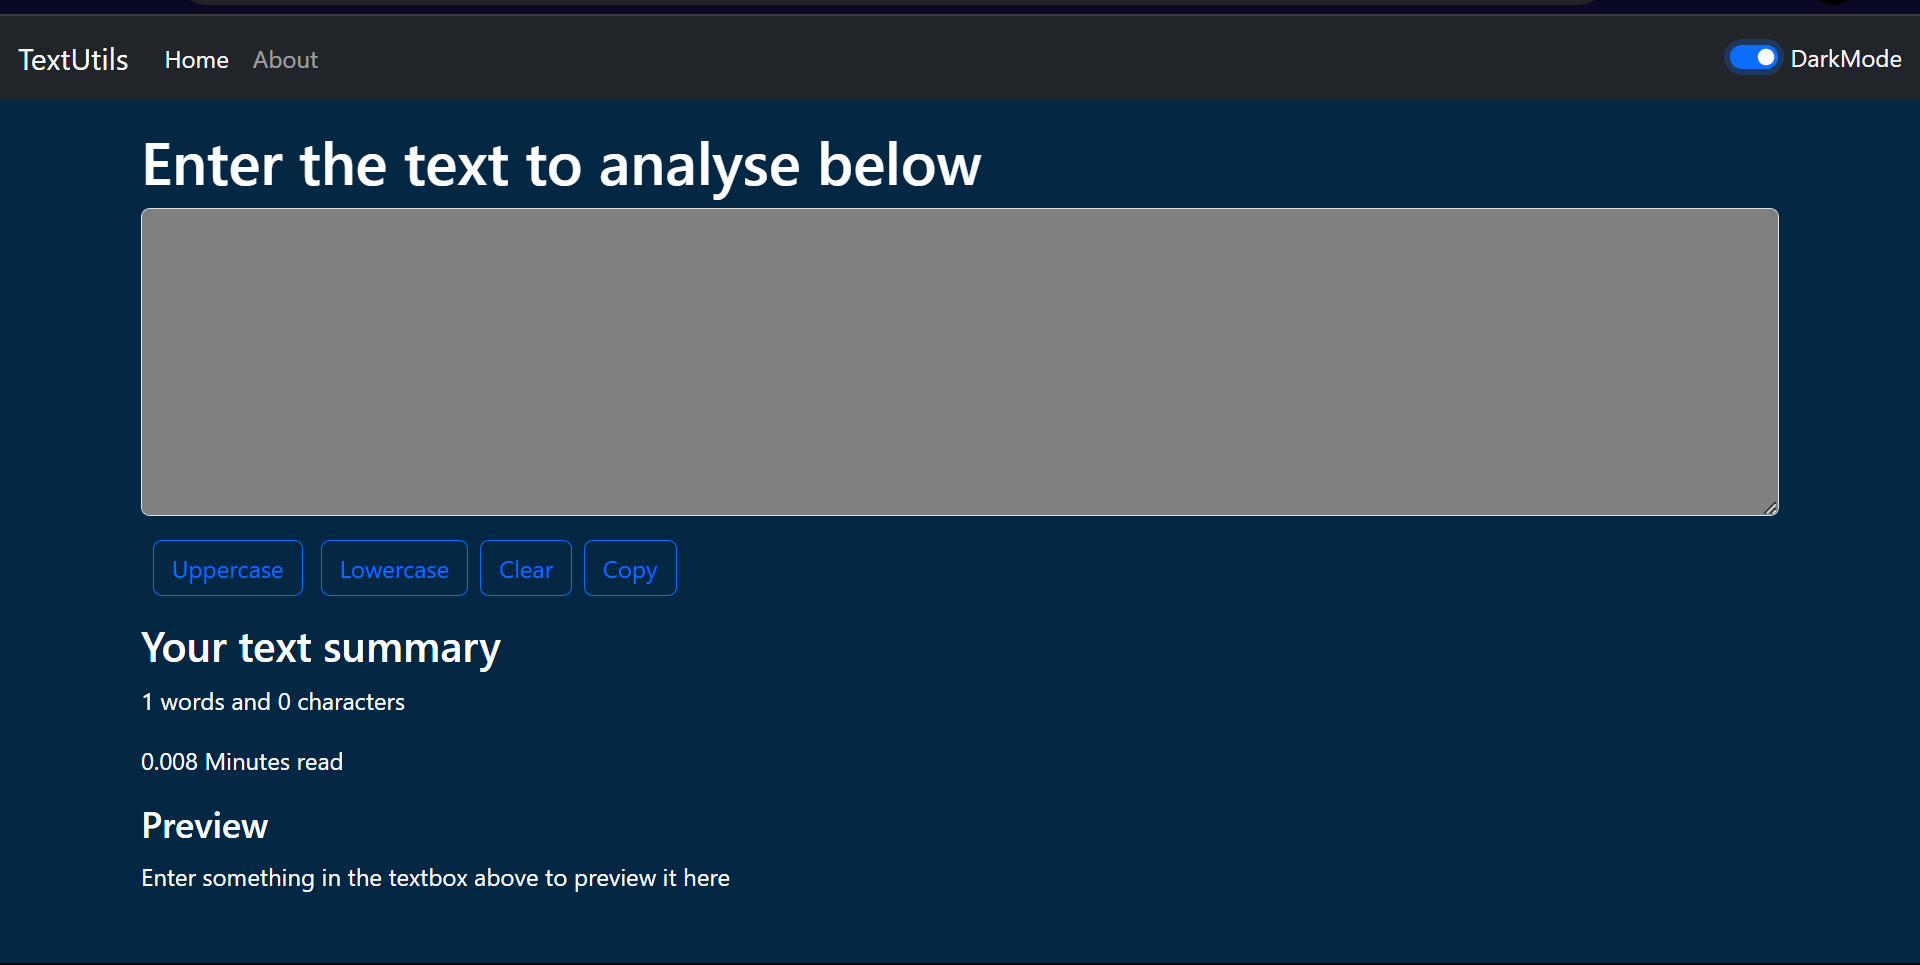 TextUtils Home About DarkMode
Enter the text to analyse below
Uppercase Lowercase Clear Copy
Your text summary
1 words and 0 characters
0.008 Minutes read
Preview
Enter something in the textbox above to preview it here